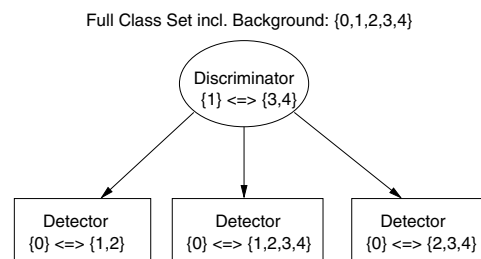 Full Class Set incl. Background: {0,1,2,3,4}
Discriminator
{1} <=> {3,4}
Detector
{0} <=> {1,2}
Detector
{0} <=> {1,2,3,4}
Detector
{0} <=> {2,3,4}